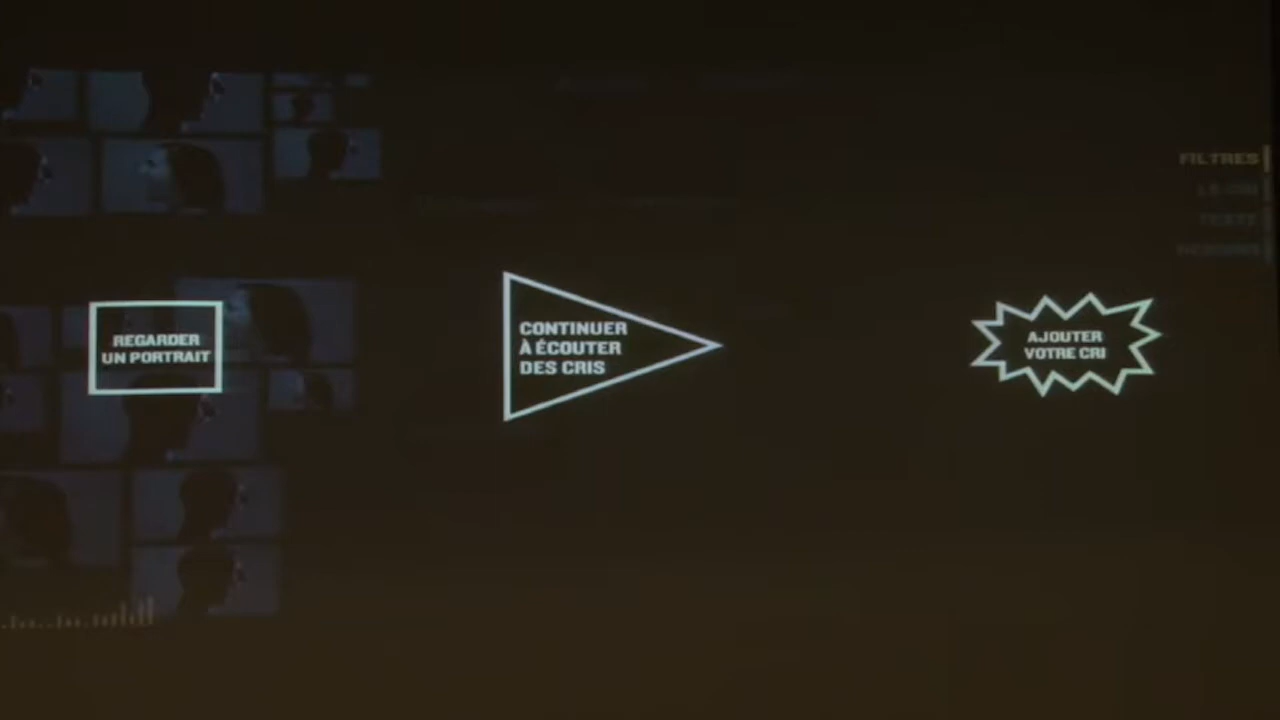 FILTRES
REGARDER
UN PORTRAIT
CONTINUER
À ÉCOUTER
DES CRIS
AJOUTER
VOTRE CRI